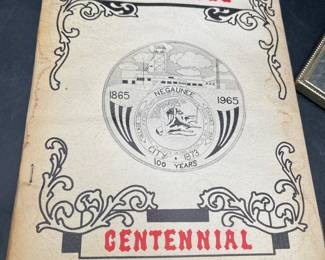 1865 1965
NEGAUNEE
CITY • 1873
100 YEARS
CENTENNIAL